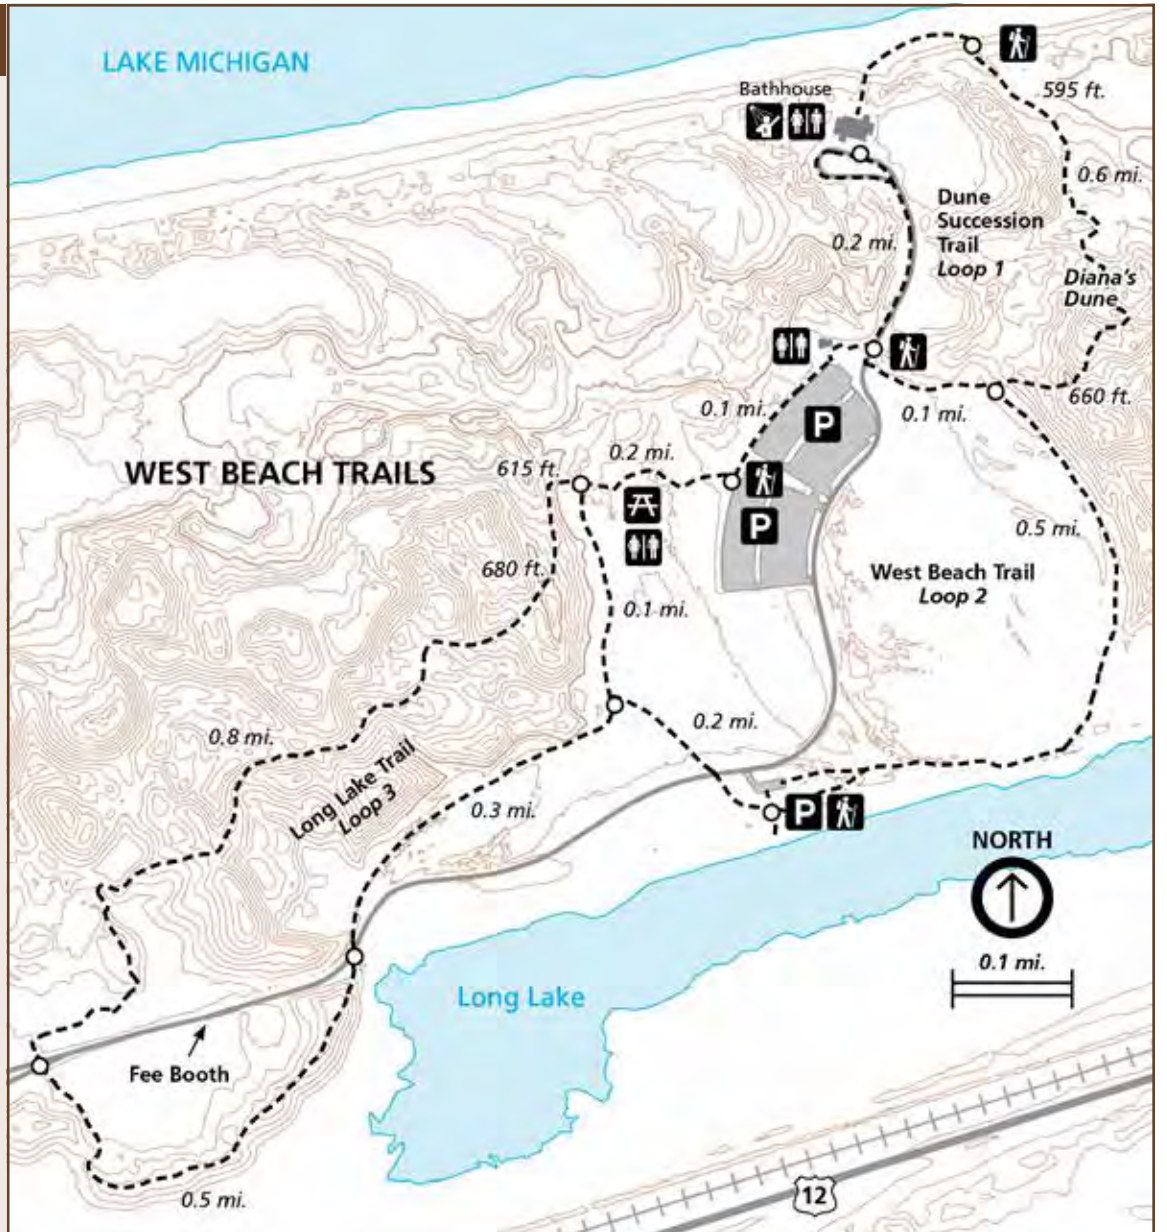 LAKE MICHIGAN
Bathhouse
595 ft.
0.6 mi.
Dune
Succession
Trail
Loop 1
0.2 mi.
Diana's
Dune
660 ft.
0.1 mi.
0.1 mi.
P
0.2 mi.
WEST BEACH TRAILS
615 ft.
P
0.5 mi.
680 ft.
West Beach Trail
Loop 2
0.1 mi.
0.2 mi.
0.8 mi.
Long Lake Trail
Loop 3
0.3 mi.
P
NORTH
0.1 mi.
Long Lake
Fee Booth
0.5 mi.
12